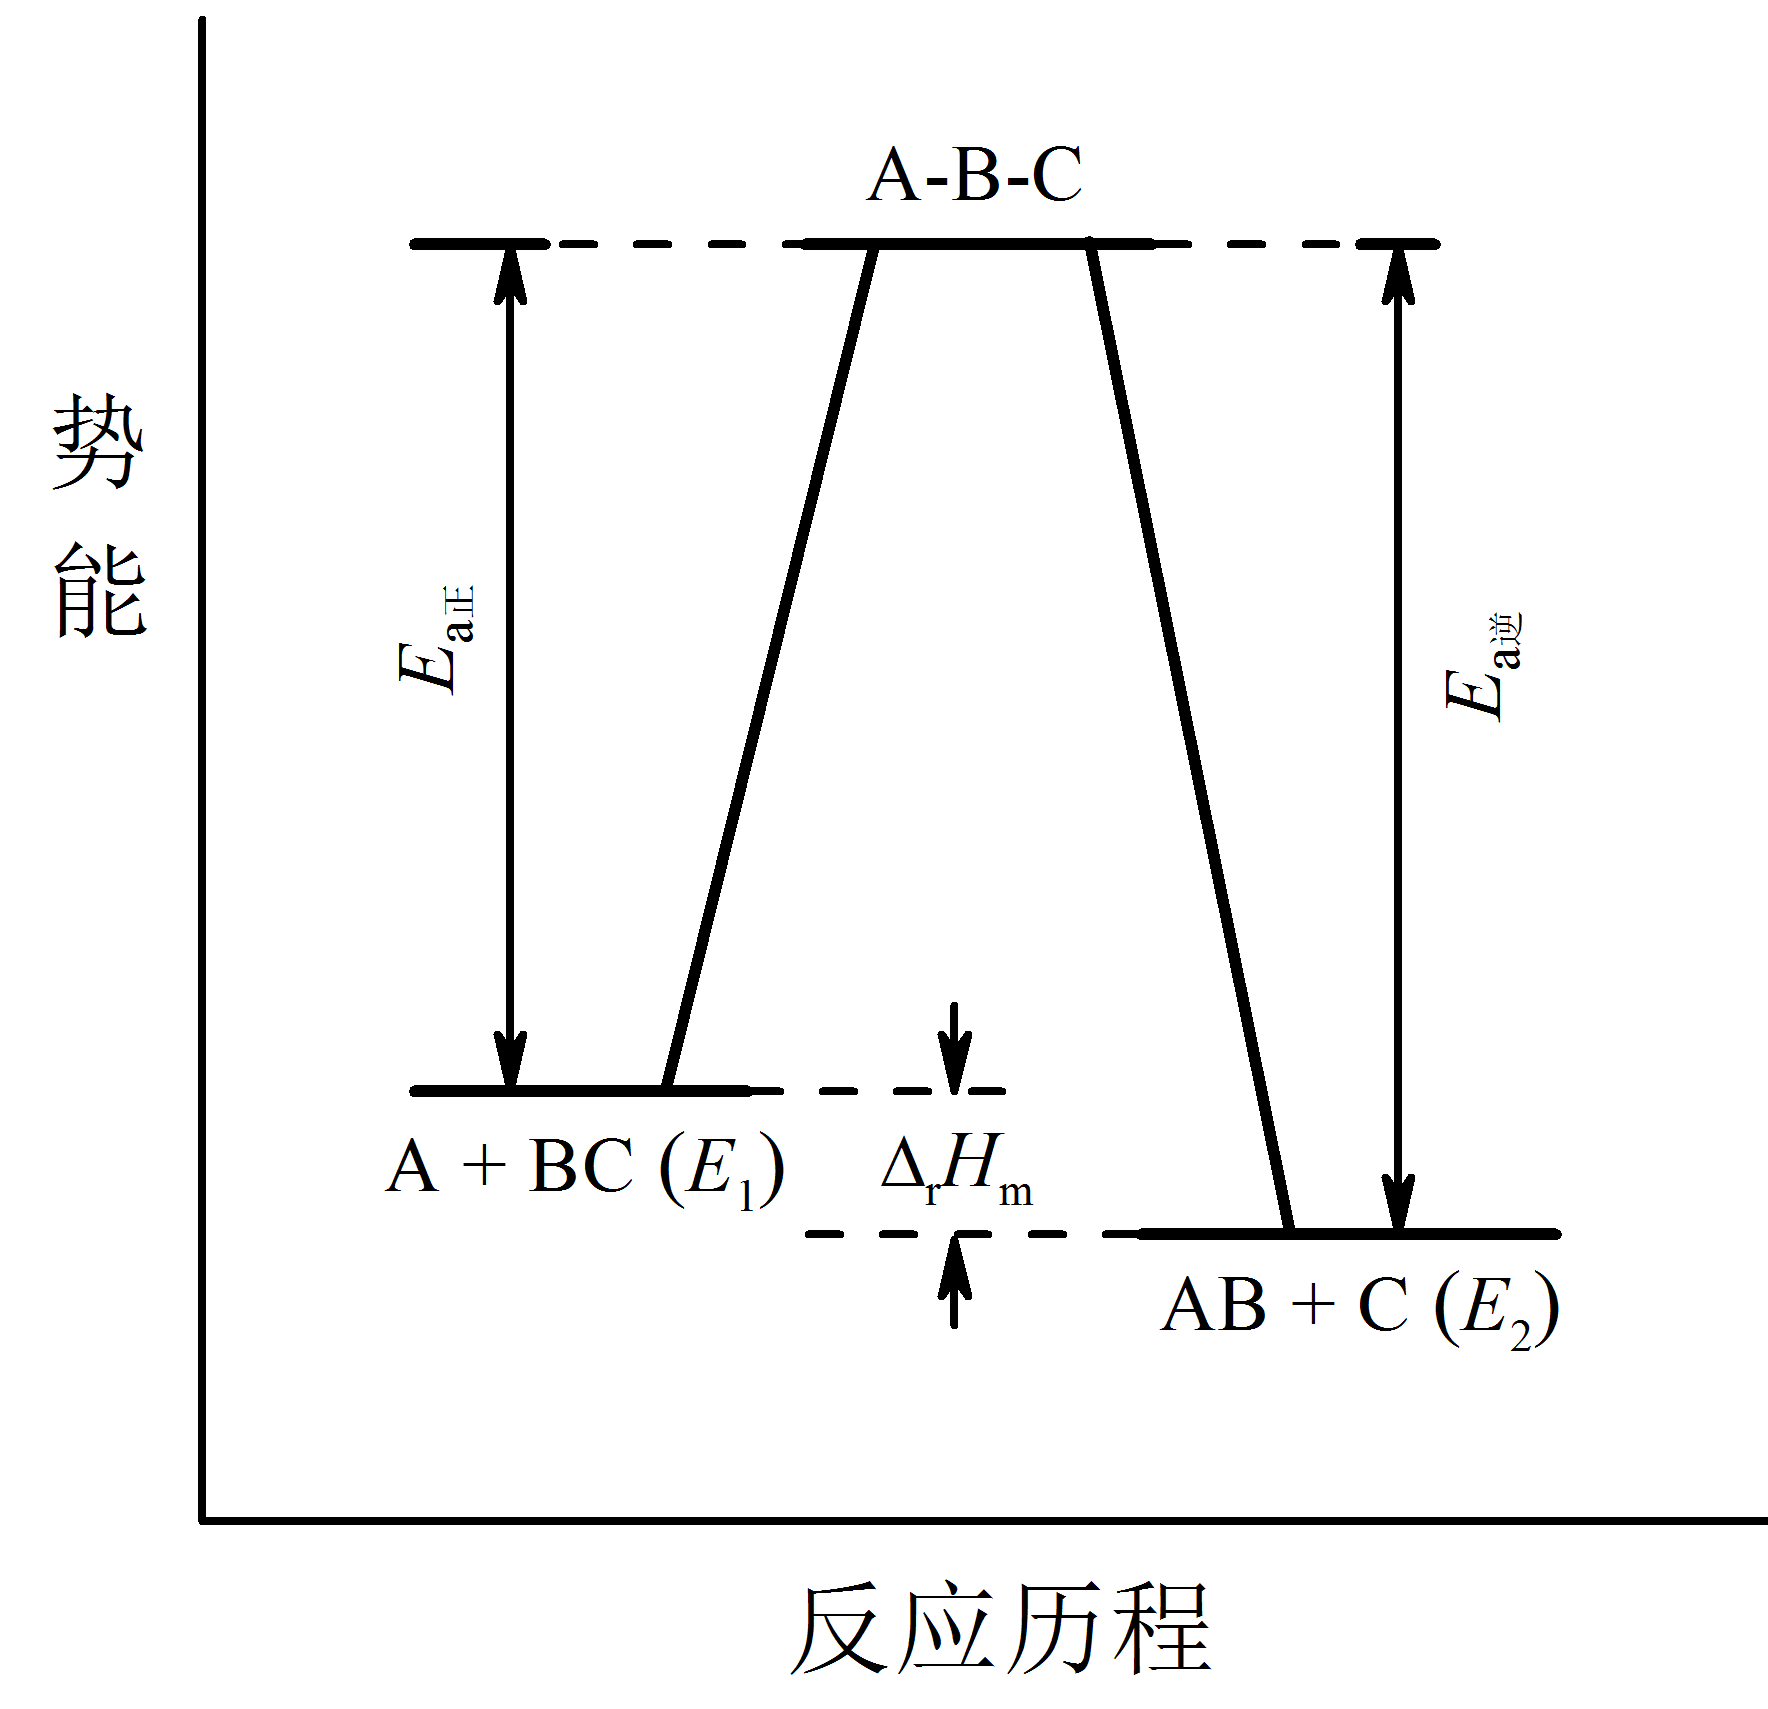 A-B-C
势能
Ea正
Ea逆
A + BC (E1)
ΔrHm
AB + C (E2)
反应历程